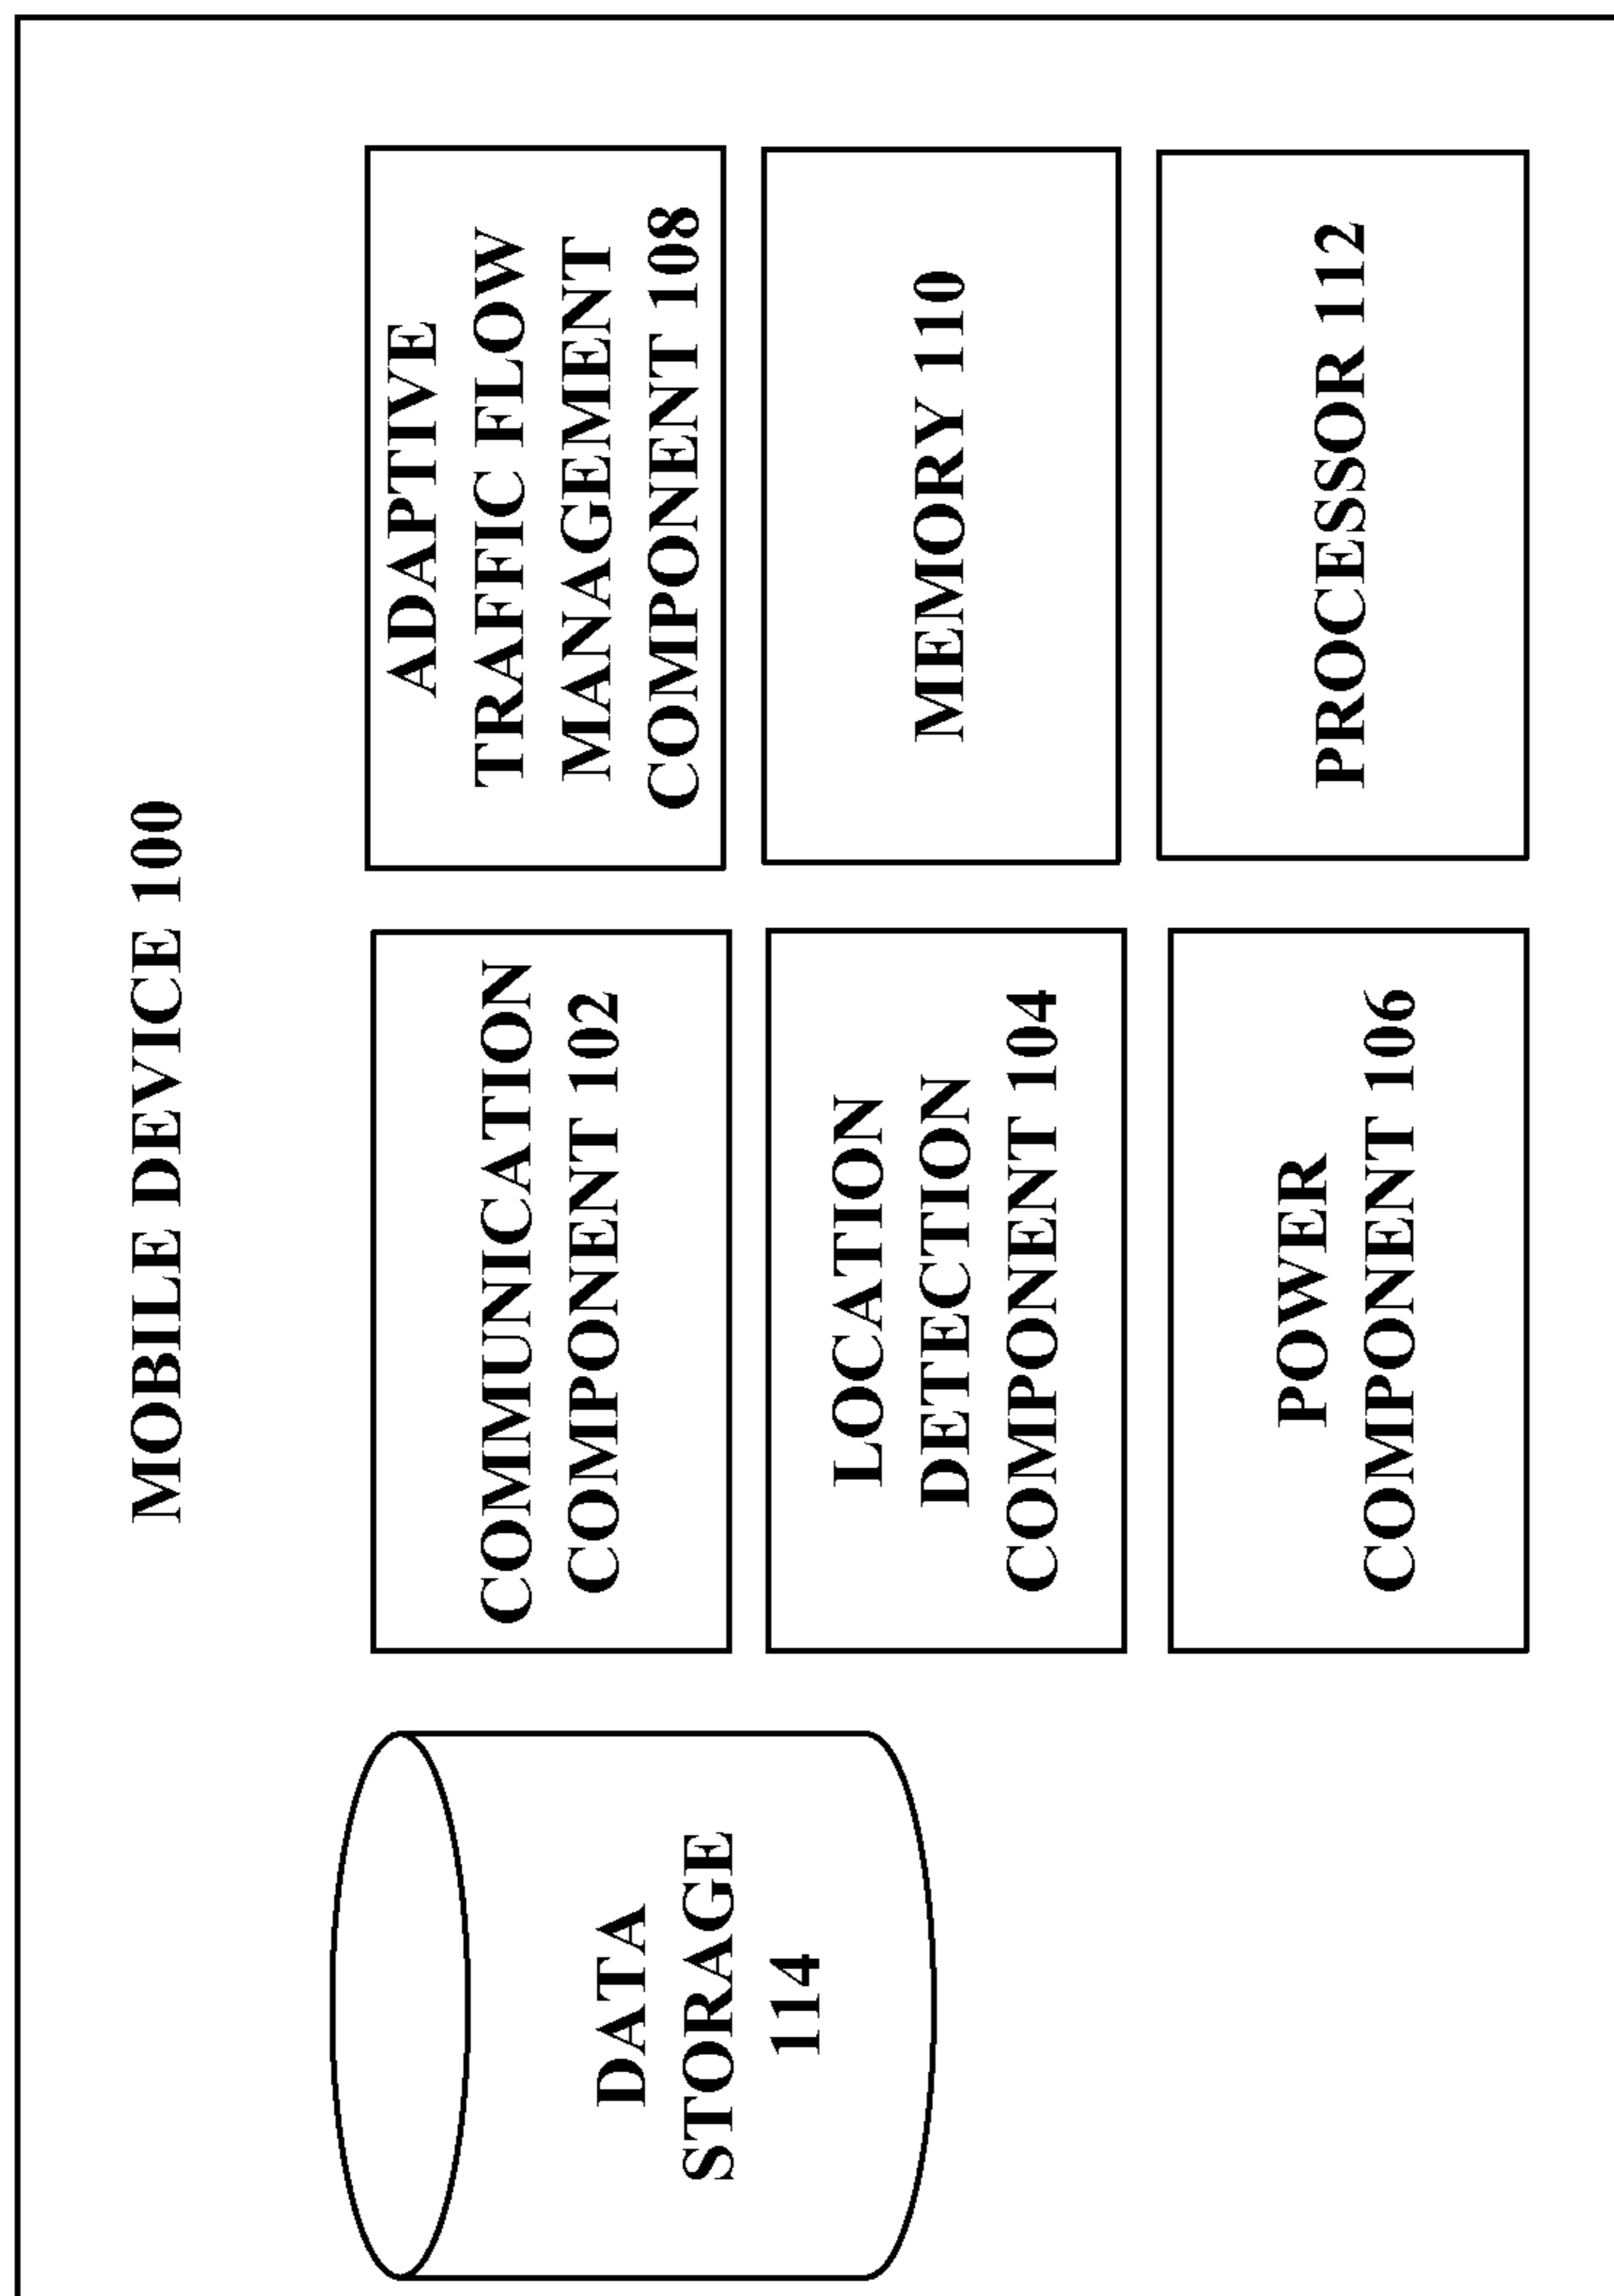 MOBILE DEVICE 100
DATA
STORAGE
114
COMMUNICATION
COMPONENT 102
LOCATION
DETECTION
COMPONENT 104
POWER
COMPONENT 106
ADAPTIVE
TRAFFIC FLOW
MANAGEMENT
COMPONENT 108
MEMORY 110
PROCESSOR 112